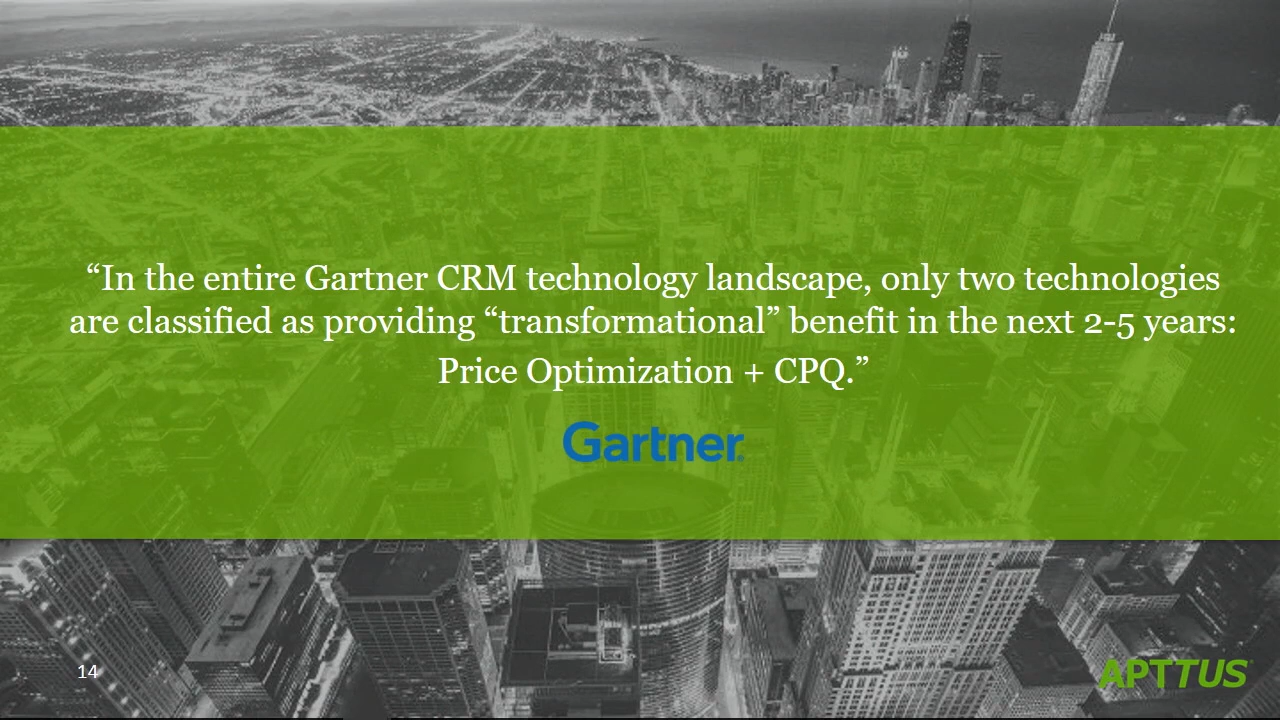 “In the entire Gartner CRM technology landscape, only two technologies
are classified as providing “transformational” benefit in the next 2-5 years:
Price Optimization + CPQ.”
Gartner®
14
APTTUS